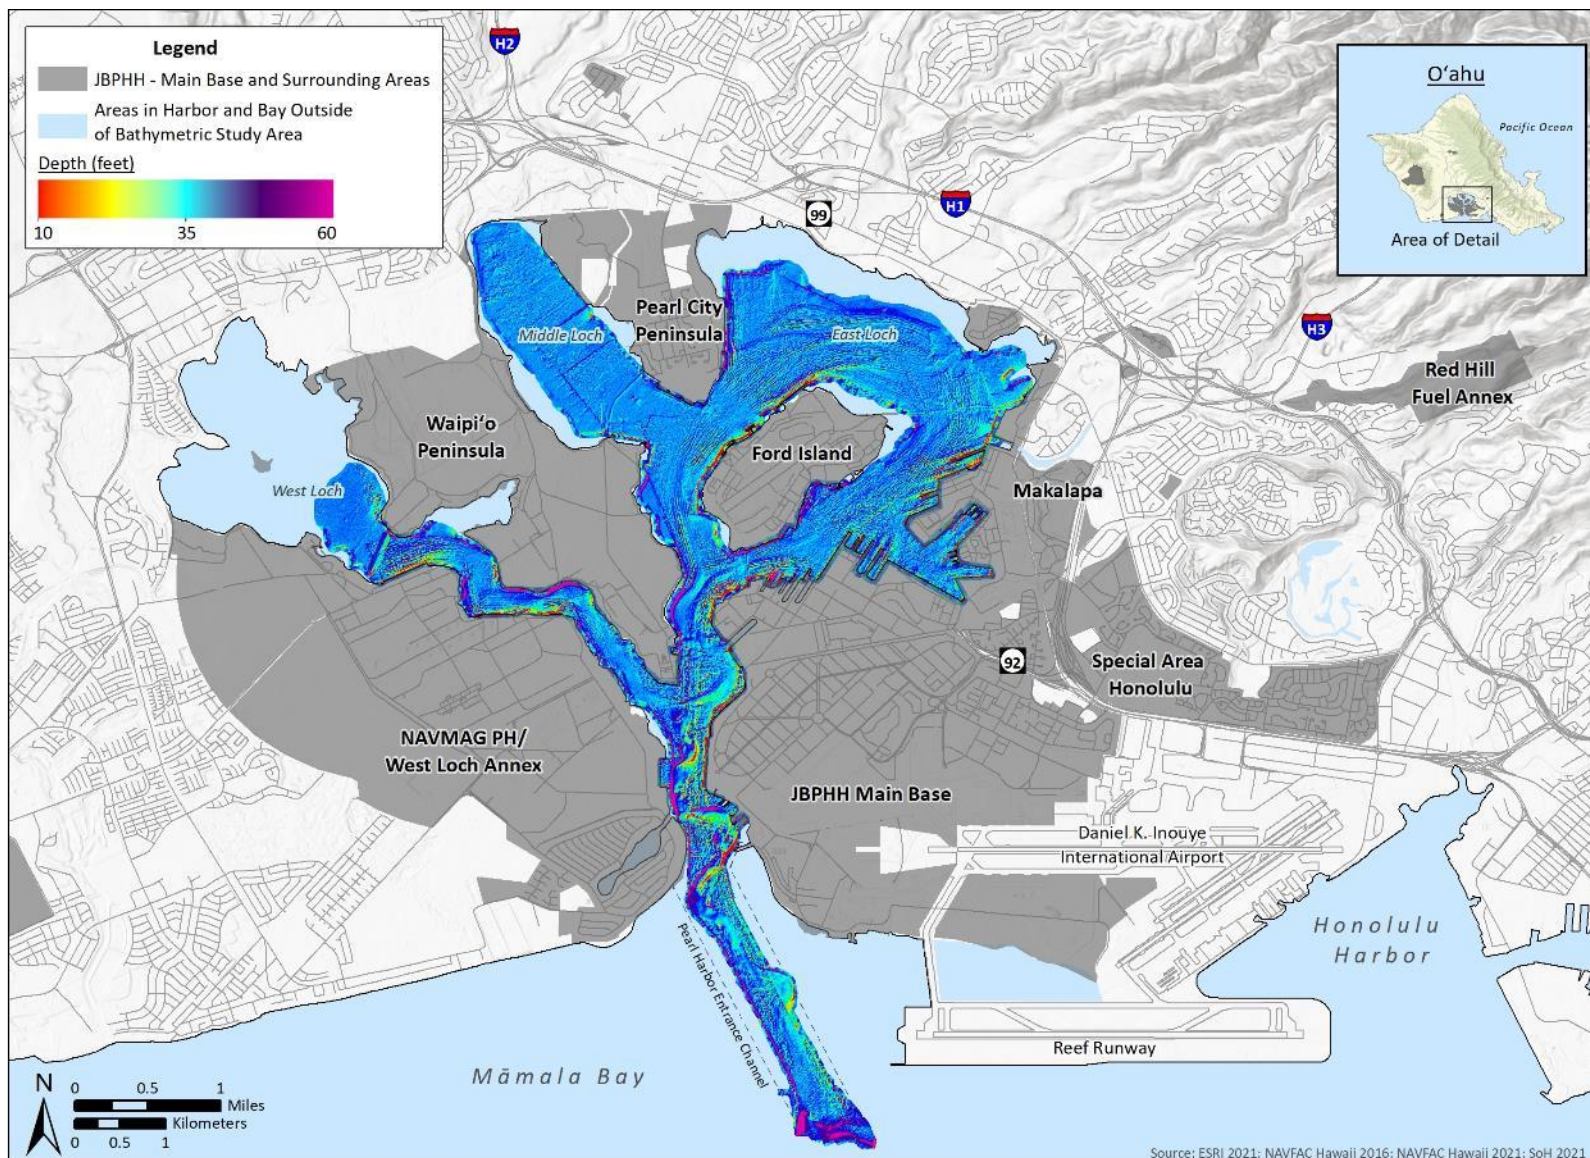 Legend
JBPHH - Main Base and Surrounding Areas
Areas in Harbor and Bay Outside
of Bathymetric Study Area
Depth (feet)
10 35 60
H2
O‘ahu
Pacific Ocean
Area of Detail
99
H1
H3
Pearl City
Peninsula
Middle Loch
East Loch
Red Hill
Fuel Annex
Waipi‘o
Peninsula
Ford Island
West Loch
Makalapa
92
Special Area
Honolulu
NAVMAG PH/
West Loch Annex
JBPHH Main Base
Daniel K. Inouye
International Airport
Honolulu
Harbor
Pearl Harbor Entrance Channel
Reef Runway
Māmala Bay
N
0 0.5 1
Miles
Kilometers
0 0.5 1
Source: ESRI 2021; NAVFAC Hawaii 2016; NAVFAC Hawaii 2021; SoH 2021